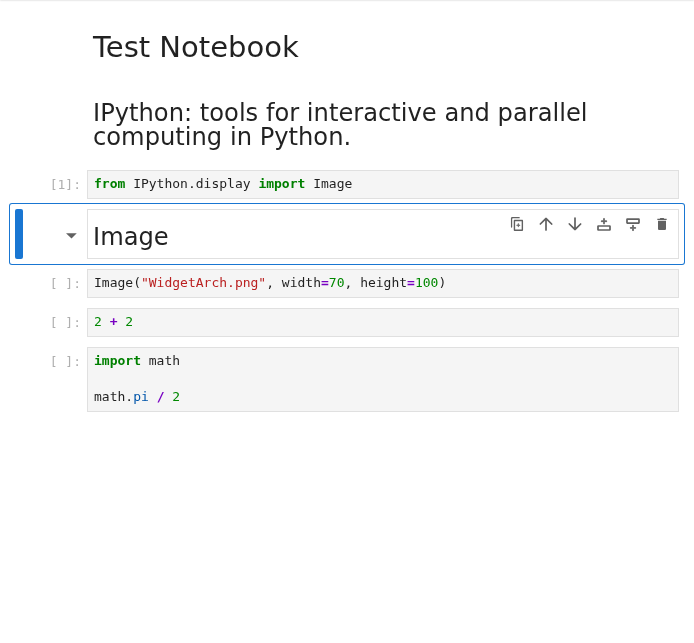 Test Notebook
IPython: tools for interactive and parallel
computing in Python.
[1]: from IPython.display import Image
Image
[ ]: Image("WidgetArch.png", width=70, height=100)
[ ]: 2 + 2
[ ]: import math
math.pi / 2